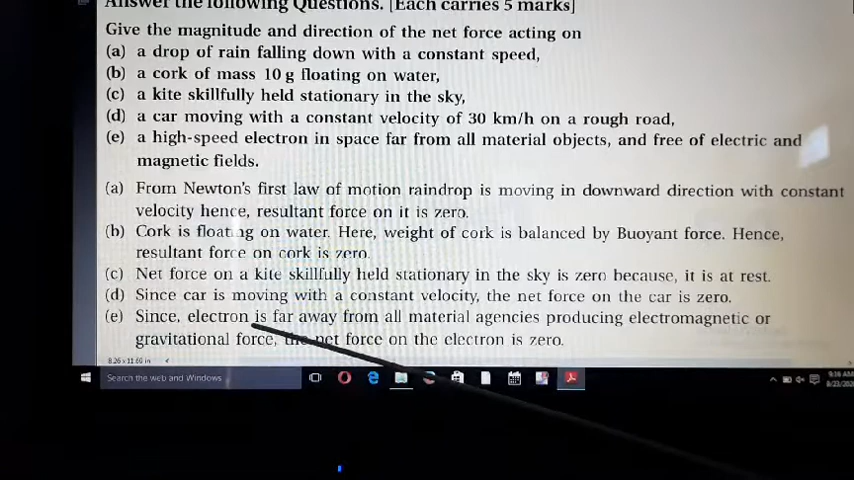 Answer the following Questions. [Each carries 5 marks]
Give the magnitude and direction of the net force acting on
(a) a drop of rain falling down with a constant speed,
(b) a cork of mass 10 g floating on water,
(c) a kite skillfully held stationary in the sky,
(d) a car moving with a constant velocity of 30 km/h on a rough road,
(e) a high-speed electron in space far from all material objects, and free of electric and
magnetic fields.
(a) From Newton's first law of motion raindrop is moving in downward direction with constant
velocity hence, resultant force on it is zero.
(b) Cork is floating on water. Here, weight of cork is balanced by Buoyant force. Hence,
resultant force on cork is zero.
(c) Net force on a kite skillfully held stationary in the sky is zero because, it is at rest.
(d) Since car is moving with a constant velocity, the net force on the car is zero.
(e) Since, electron is far away from all material agencies producing electromagnetic or
gravitational force, the net force on the electron is zero.
8.26 x 11.69 in
Search the web and Windows
9:16 AM